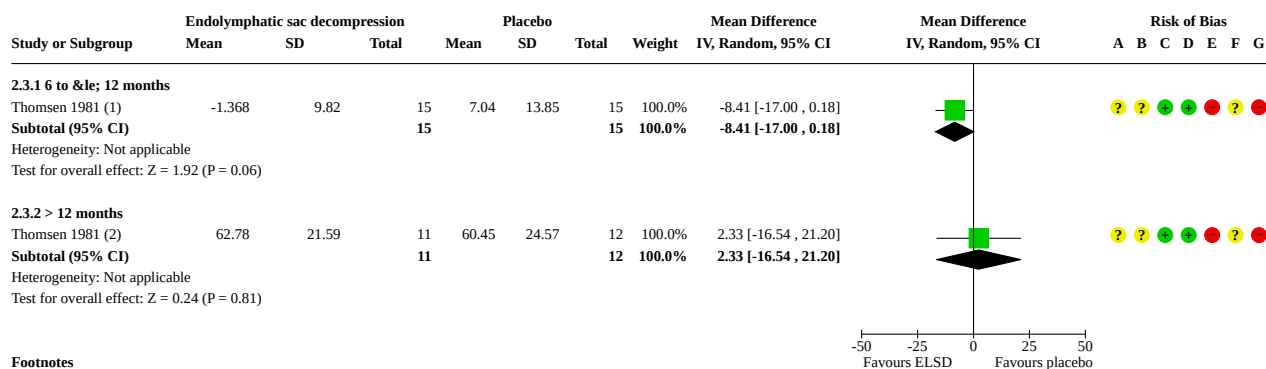 Endolymphatic sac decompression Placebo Mean Difference Mean Difference Risk of Bias
Study or Subgroup Mean SD Total Mean SD Total Weight IV, Random, 95% CI IV, Random, 95% CI A B C D E F G
2.3.1 6 to &le; 12 months
Thomsen 1981 (1) -1.368 9.82 15 7.04 13.85 15 100.0% -8.41 [-17.00 , 0.18] ? ? + + − ? −
Subtotal (95% CI) 15 15 100.0% -8.41 [-17.00 , 0.18]
Heterogeneity: Not applicable
Test for overall effect: Z = 1.92 (P = 0.06)
2.3.2 > 12 months
Thomsen 1981 (2) 62.78 21.59 11 60.45 24.57 12 100.0% 2.33 [-16.54 , 21.20] ? ? + + − ? −
Subtotal (95% CI) 11 12 100.0% 2.33 [-16.54 , 21.20]
Heterogeneity: Not applicable
Test for overall effect: Z = 0.24 (P = 0.81)
-50 -25 0 25 50
Favours ELSD Favours placebo
Footnotes